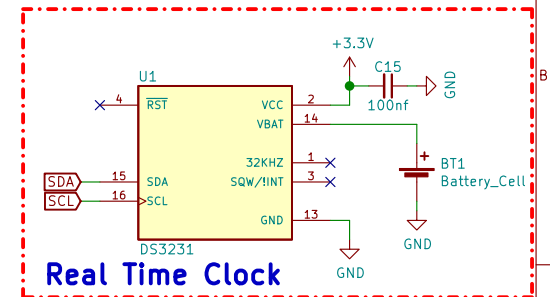 +3.3V
U1
C15
GND
B
4
RST
VCC
2
100nf
VBAT
14
32KHZ
1
BT1
SDA
15
SDA
SQW/!INT
3
Battery_Cell
SCL
16
SCL
GND
13
GND
DS3231
GND
Real Time Clock